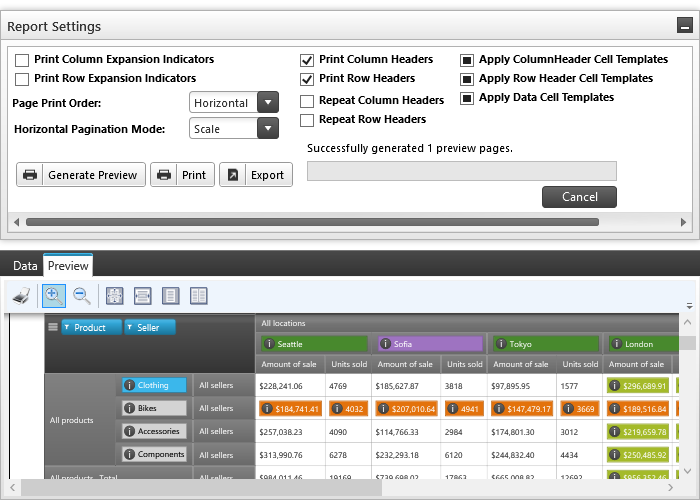 Report Settings
Print Column Expansion Indicators
Print Row Expansion Indicators
Page Print Order: Horizontal
Horizontal Pagination Mode: Scale
Print Column Headers
Print Row Headers
Repeat Column Headers
Repeat Row Headers
Apply ColumnHeader Cell Templates
Apply Row Header Cell Templates
Apply Data Cell Templates
Successfully generated 1 preview pages.
Generate Preview Print Export
Cancel
Data Preview
Product Seller
All locations
Seattle Sofia Tokyo London
Amount of sale Units sold Amount of sale Units sold Amount of sale Units sold Amount of sale
All products
Clothing All sellers $228,241.06 4769 $185,627.87 3818 $97,895.95 1577 $296,689.91
Bikes All sellers $184,741.41 4032 $207,010.64 4941 $147,479.17 3669 $189,516.84
Accessories All sellers $257,038.23 4090 $114,766.33 2984 $174,801.30 3012 $219,659.78
Components All sellers $313,990.76 6278 $232,293.18 6120 $244,832.40 4434 $250,485.92
All products Total All sellers $984,011.46 19169 $739,698.02 17863 $665,008.82 12692 $956,352.46